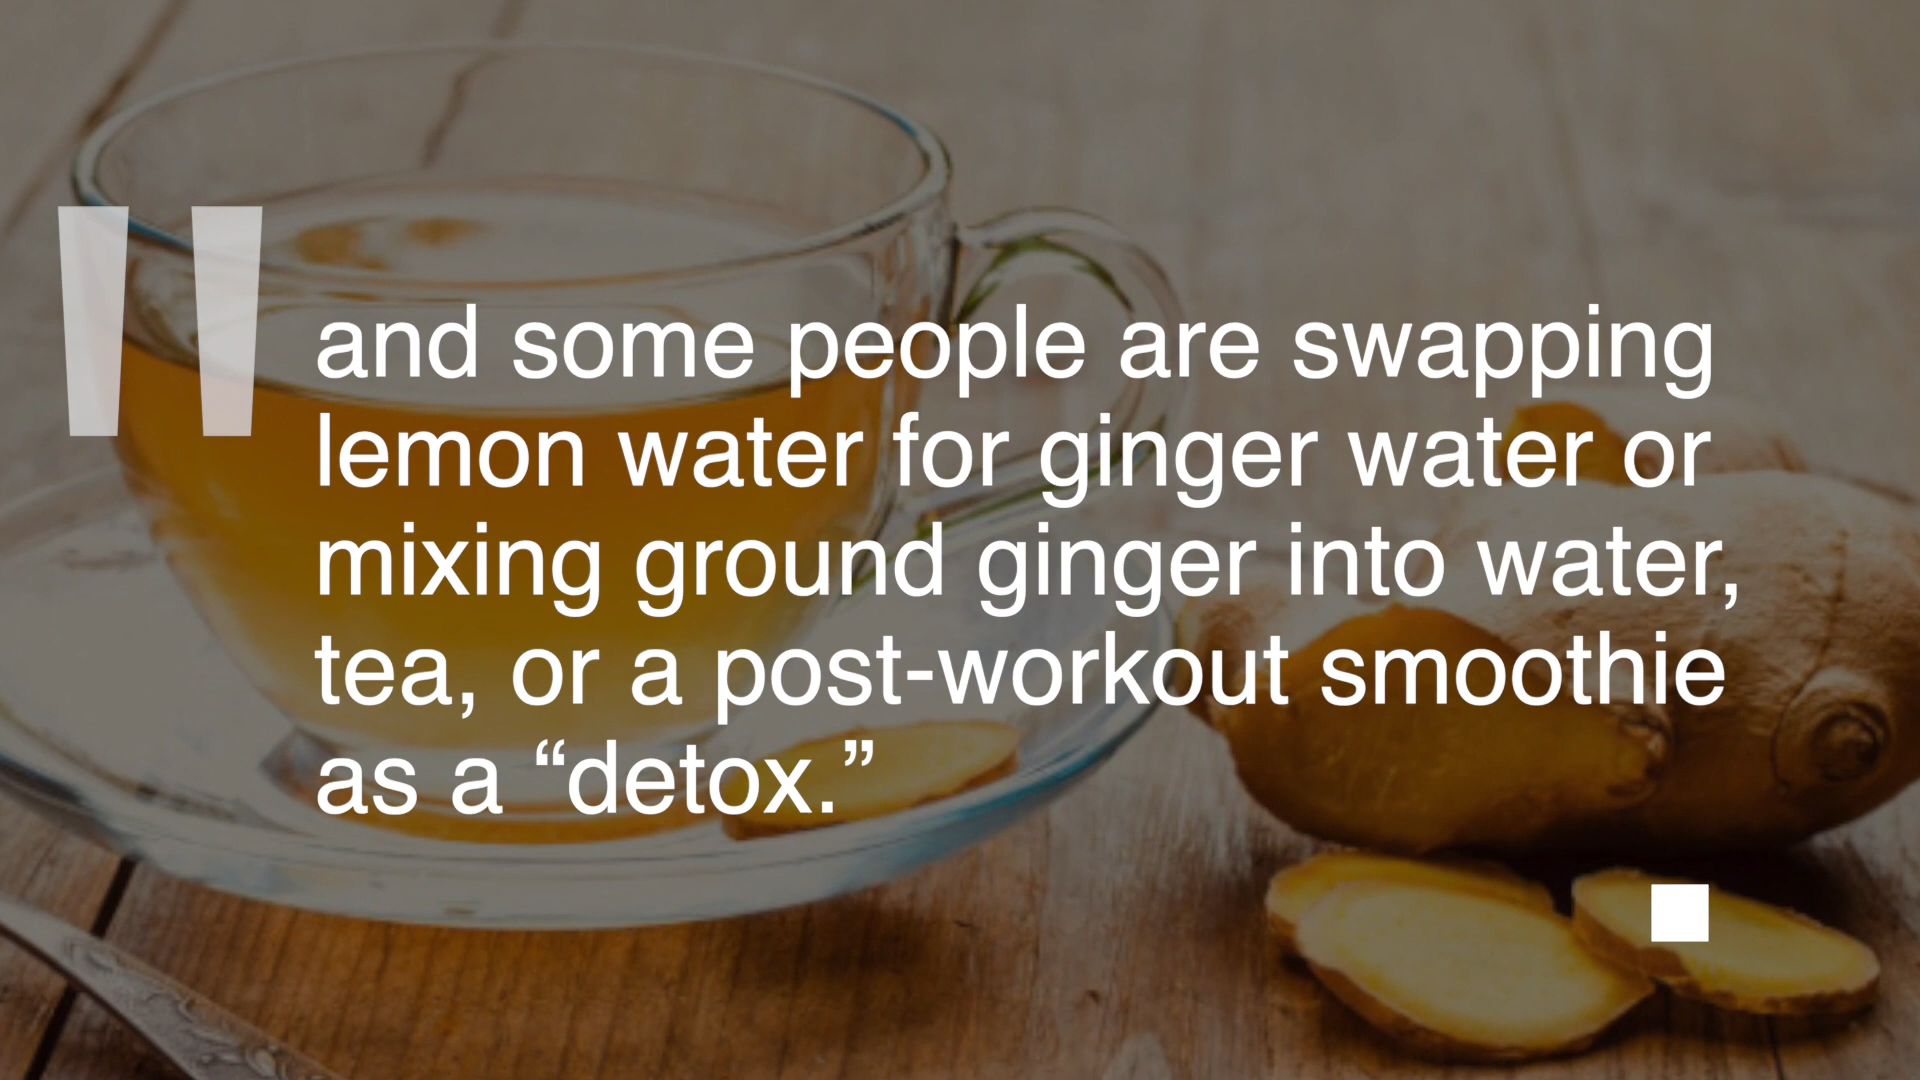 "
and some people are swapping
lemon water for ginger water or
mixing ground ginger into water,
tea, or a post-workout smoothie
as a “detox.”